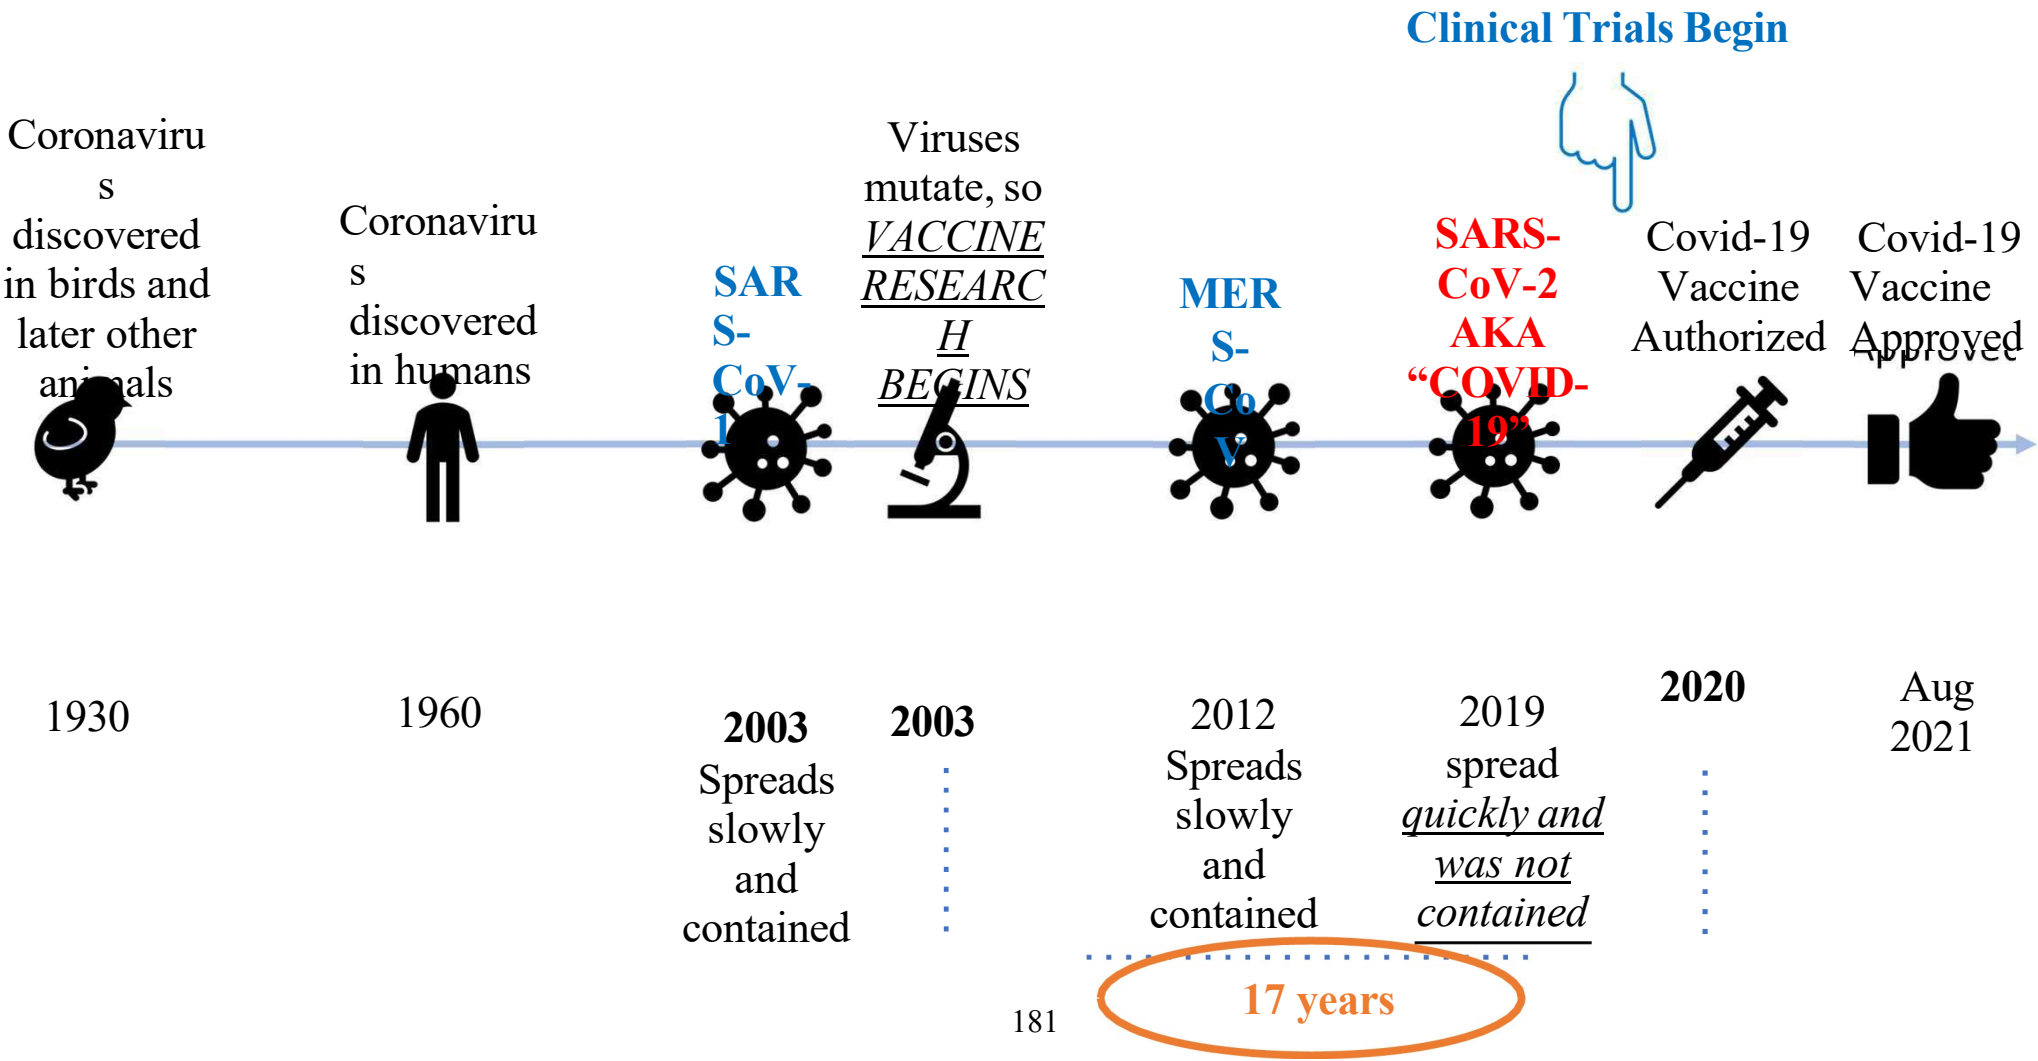 Clinical Trials Begin
Coronaviru
s
discovered
in birds and
later other
animals
Coronaviru
s
discovered
in humans
SAR
S-
CoV-
1
Viruses
mutate, so
VACCINE
RESEARC
H
BEGINS
MER
S-
Co
V
SARS-
CoV-2
AKA
“COVID-
19”
Covid-19
Vaccine
Authorized
Covid-19
Vaccine
Approved
Approved
1930
1960
2003
Spreads
slowly
and
contained
2003
2012
Spreads
slowly
and
contained
2019
spread
quickly and
was not
contained
2020
Aug
2021
17 years
181